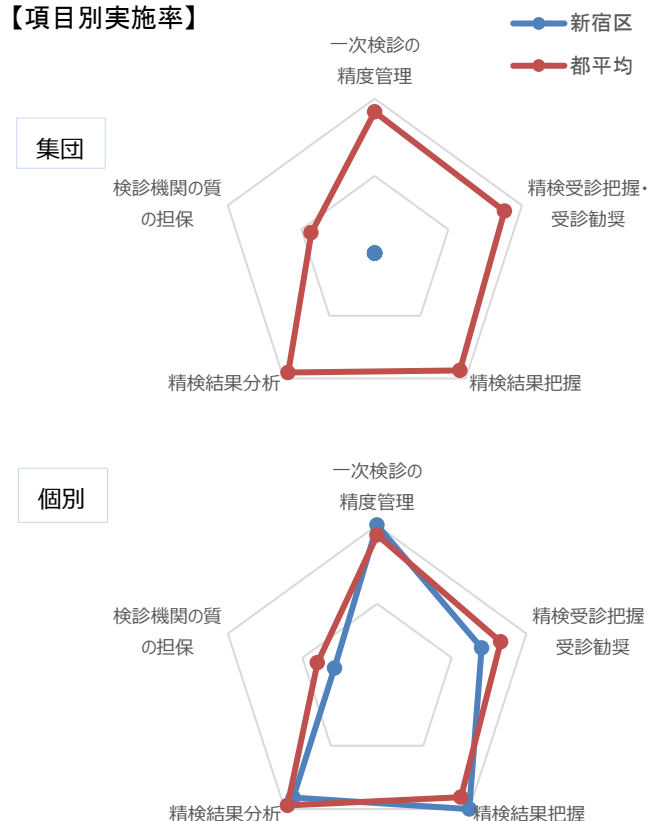 【項目別実施率】
新宿区
都平均
集団
一次検診の
精度管理
精検受診把握・
受診勧奨
精検結果把握
精検結果分析
検診機関の質
の担保
個別
一次検診の
精度管理
精検受診把握
受診勧奨
精検結果把握
精検結果分析
検診機関の質
の担保